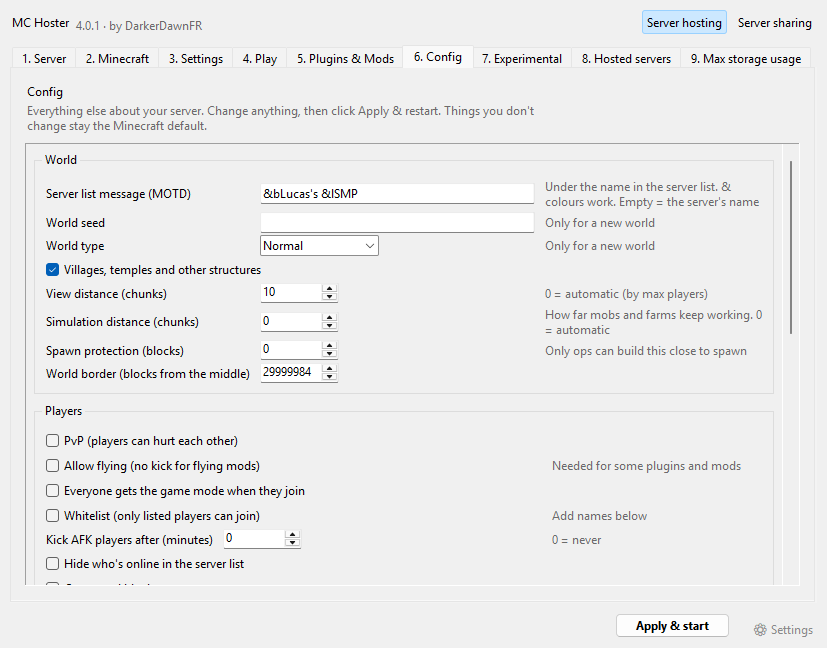 MC Hoster 4.0.1 · by DarkerDawnFR
Server hosting
Server sharing
1. Server
2. Minecraft
3. Settings
4. Play
5. Plugins & Mods
6. Config
7. Experimental
8. Hosted servers
9. Max storage usage
Config
Everything else about your server. Change anything, then click Apply & restart. Things you don't
change stay the Minecraft default.
World
Server list message (MOTD)
&bLucas's &lSMP
Under the name in the server list. &
colours work. Empty = the server's name
World seed
Only for a new world
World type
Normal
Only for a new world
Villages, temples and other structures
View distance (chunks)
10
0 = automatic (by max players)
Simulation distance (chunks)
0
How far mobs and farms keep working. 0
= automatic
Spawn protection (blocks)
0
Only ops can build this close to spawn
World border (blocks from the middle)
29999984
Players
PvP (players can hurt each other)
Allow flying (no kick for flying mods)
Needed for some plugins and mods
Everyone gets the game mode when they join
Whitelist (only listed players can join)
Add names below
Kick AFK players after (minutes)
0
0 = never
Hide who's online in the server list
Apply & start
Settings